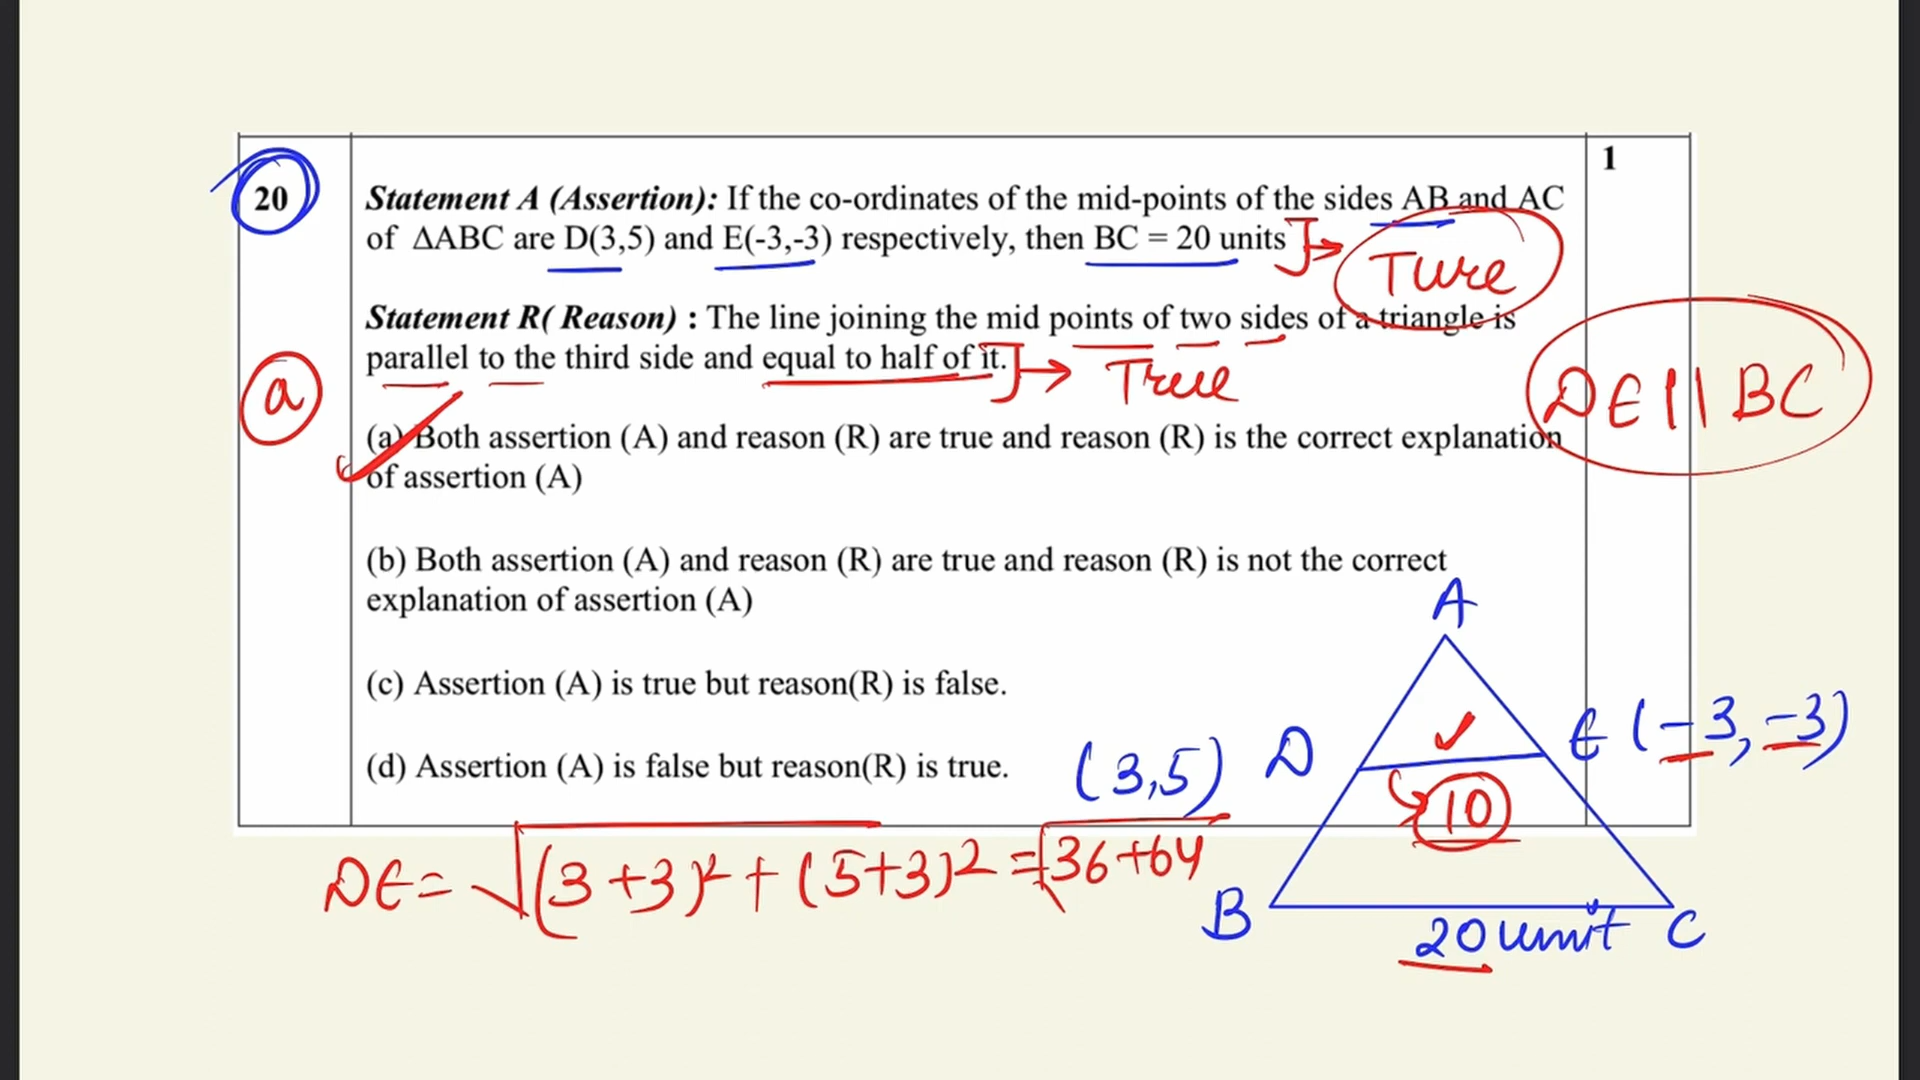 20
1
Statement A (Assertion): If the co-ordinates of the mid-points of the sides AB and AC
of ΔABC are D(3,5) and E(-3,-3) respectively, then BC = 20 units
Ture
Statement R( Reason) : The line joining the mid points of two sides of a triangle is
parallel to the third side and equal to half of it.
True
DE || BC
a
(a) Both assertion (A) and reason (R) are true and reason (R) is the correct explanation
of assertion (A)
(b) Both assertion (A) and reason (R) are true and reason (R) is not the correct
explanation of assertion (A)
(c) Assertion (A) is true but reason(R) is false.
(d) Assertion (A) is false but reason(R) is true.
A
(3,5) D
E (-3,-3)
10
DE = √(3+3)² + (5+3)² = √36+64
B
20 unit
C